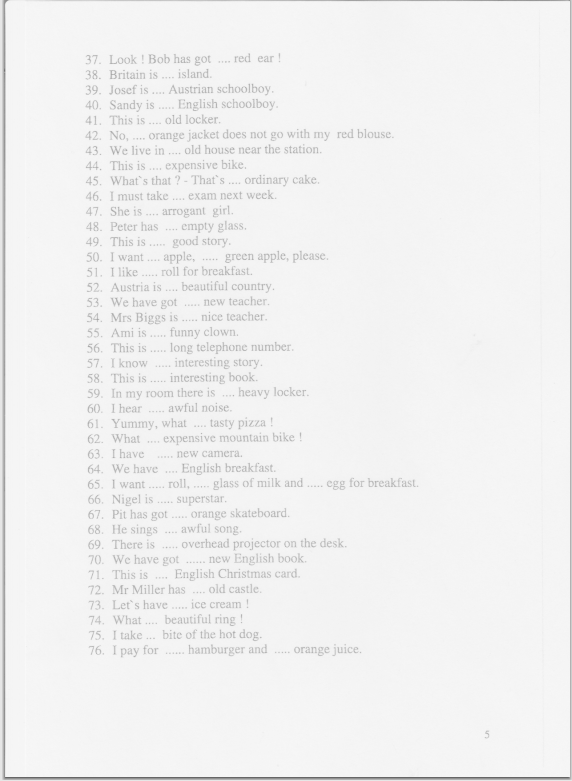 37. Look ! Bob has got .... red ear !
38. Britain is .... island.
39. Josef is .... Austrian schoolboy.
40. Sandy is ..... English schoolboy.
41. This is .... old locker.
42. No, .... orange jacket does not go with my red blouse.
43. We live in .... old house near the station.
44. This is .... expensive bike.
45. What`s that ? - That`s .... ordinary cake.
46. I must take .... exam next week.
47. She is .... arrogant girl.
48. Peter has .... empty glass.
49. This is ..... good story.
50. I want .... apple, ..... green apple, please.
51. I like ..... roll for breakfast.
52. Austria is .... beautiful country.
53. We have got ..... new teacher.
54. Mrs Biggs is ..... nice teacher.
55. Ami is ..... funny clown.
56. This is ..... long telephone number.
57. I know ..... interesting story.
58. This is ..... interesting book.
59. In my room there is .... heavy locker.
60. I hear ..... awful noise.
61. Yummy, what .... tasty pizza !
62. What .... expensive mountain bike !
63. I have ..... new camera.
64. We have .... English breakfast.
65. I want ..... roll, ..... glass of milk and ..... egg for breakfast.
66. Nigel is ..... superstar.
67. Pit has got ..... orange skateboard.
68. He sings .... awful song.
69. There is ..... overhead projector on the desk.
70. We have got ...... new English book.
71. This is .... English Christmas card.
72. Mr Miller has .... old castle.
73. Let`s have ..... ice cream !
74. What .... beautiful ring !
75. I take ... bite of the hot dog.
76. I pay for ...... hamburger and ..... orange juice.
5